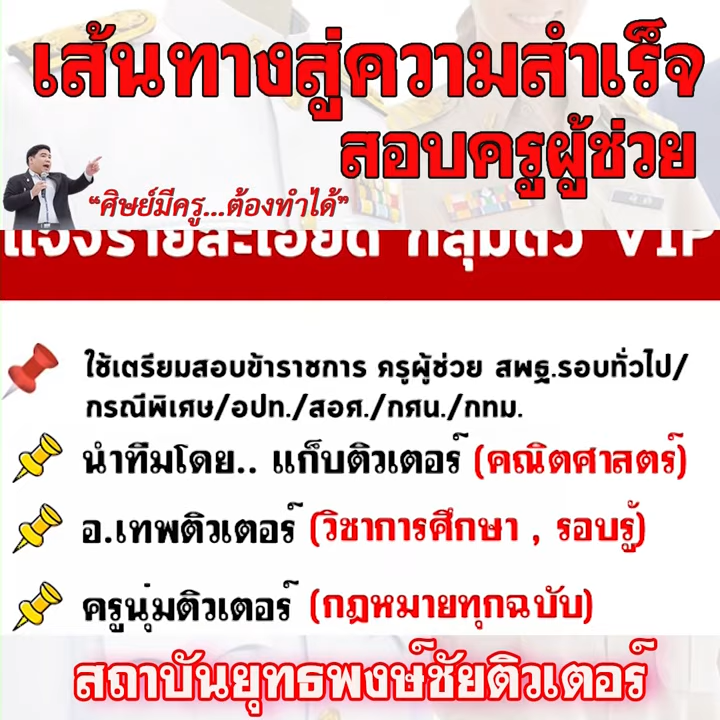 เส้นทางสู่ความสำเร็จ
สอบครูผู้ช่วย
“ศิษย์มีครู...ต้องทำได้”
แจ้งรายละเอียด กลุ่มติว VIP
ใช้เตรียมสอบข้าราชการ ครูผู้ช่วย สพฐ.รอบทั่วไป/
กรณีพิเศษ/อปท./สอศ./กศน./กทม.
นำทีมโดย.. แก๊บติวเตอร์ (คณิตศาสตร์)
อ.เทพติวเตอร์ (วิชาการศึกษา , รอบรู้)
ครูนุ่มติวเตอร์ (กฎหมายทุกฉบับ)
สถาบันยุทธพงษ์ชัยติวเตอร์